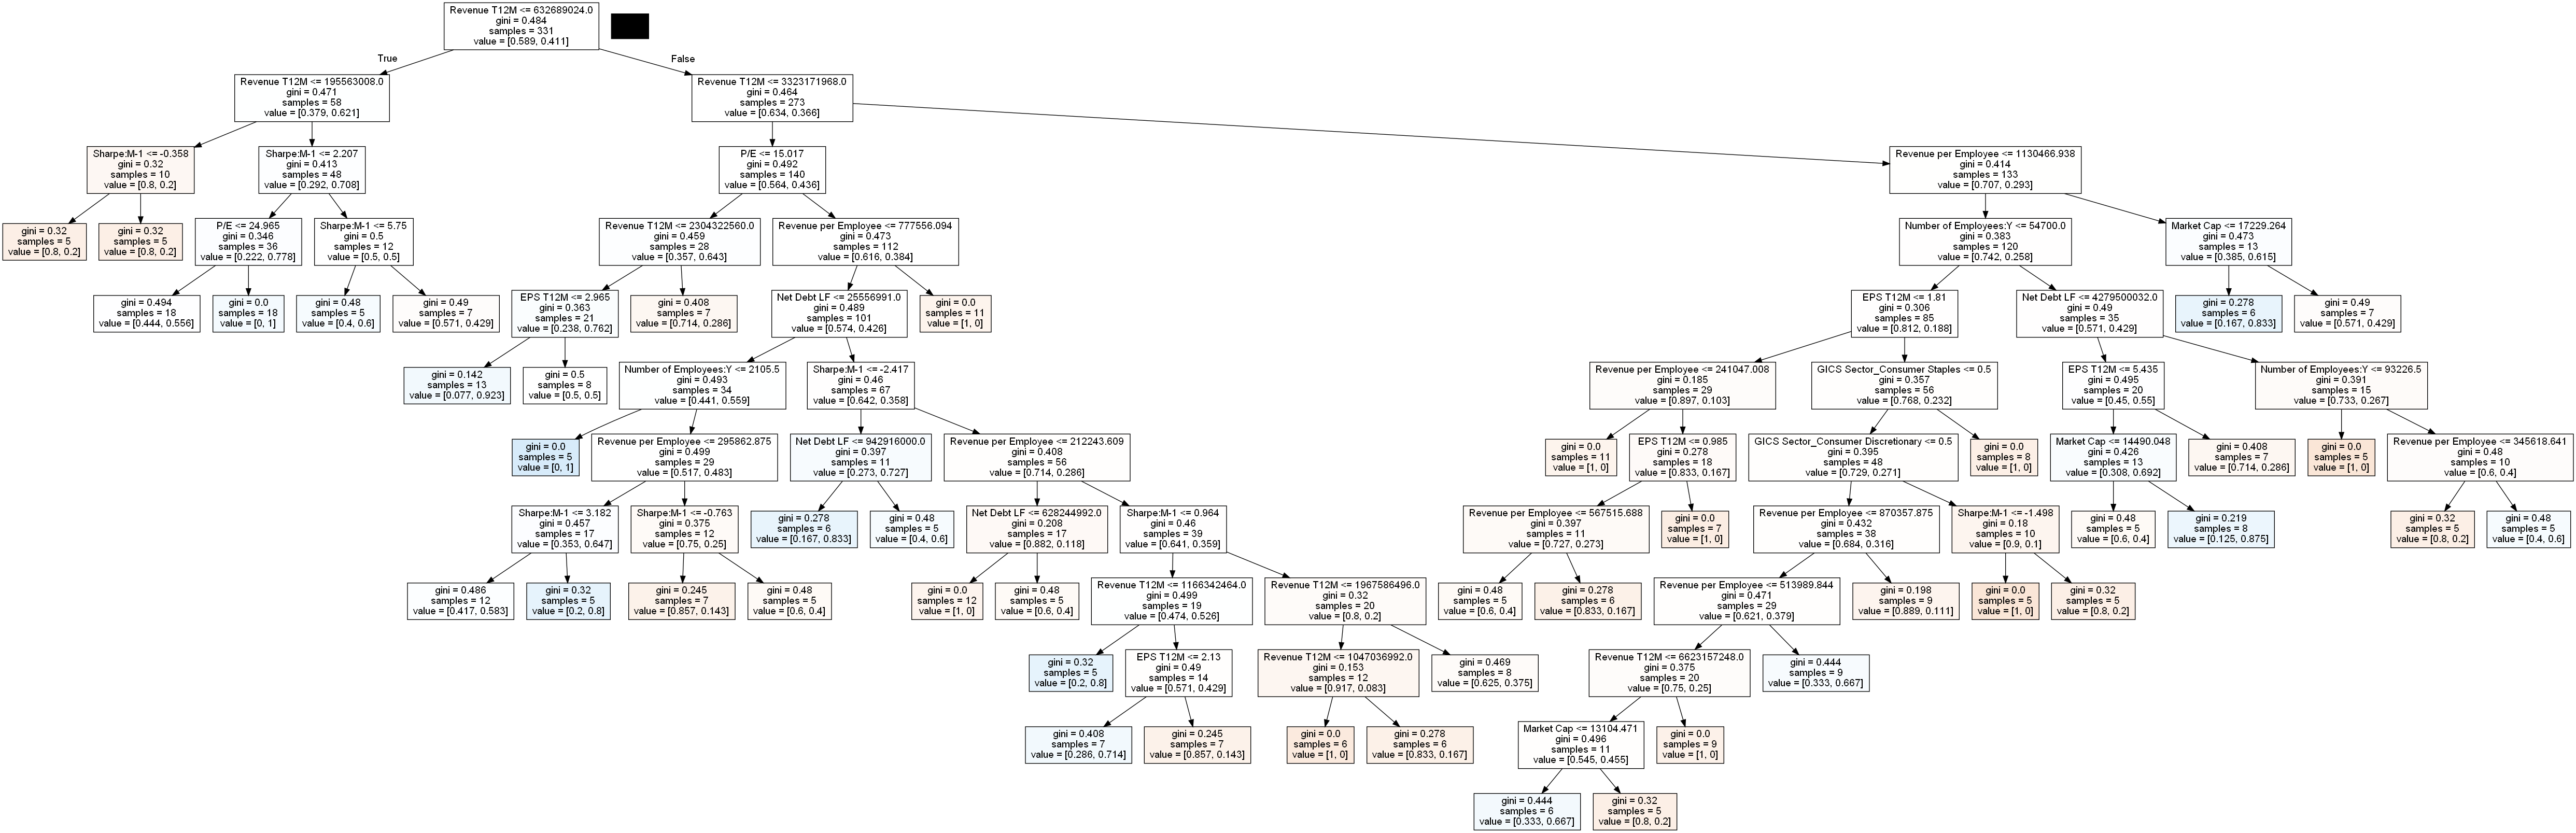 Revenue T12M <= 632689024.0
gini = 0.484
samples = 331
value = [0.589, 0.411]
True
False
Revenue T12M <= 195563008.0
gini = 0.471
samples = 58
value = [0.379, 0.621]
Revenue T12M <= 3323171968.0
gini = 0.464
samples = 273
value = [0.634, 0.366]
Sharpe:M-1 <= -0.358
gini = 0.32
samples = 10
value = [0.8, 0.2]
Sharpe:M-1 <= 2.207
gini = 0.413
samples = 48
value = [0.292, 0.708]
P/E <= 15.017
gini = 0.492
samples = 140
value = [0.564, 0.436]
Revenue per Employee <= 1130466.938
gini = 0.414
samples = 133
value = [0.707, 0.293]
gini = 0.32
samples = 5
value = [0.8, 0.2]
gini = 0.32
samples = 5
value = [0.8, 0.2]
P/E <= 24.965
gini = 0.346
samples = 36
value = [0.222, 0.778]
Sharpe:M-1 <= 5.75
gini = 0.5
samples = 12
value = [0.5, 0.5]
Revenue T12M <= 2304322560.0
gini = 0.459
samples = 28
value = [0.357, 0.643]
Revenue per Employee <= 777556.094
gini = 0.473
samples = 112
value = [0.616, 0.384]
Number of Employees:Y <= 54700.0
gini = 0.383
samples = 120
value = [0.742, 0.258]
Market Cap <= 17229.264
gini = 0.473
samples = 13
value = [0.385, 0.615]
gini = 0.494
samples = 18
value = [0.444, 0.556]
gini = 0.0
samples = 18
value = [0, 1]
gini = 0.48
samples = 5
value = [0.4, 0.6]
gini = 0.49
samples = 7
value = [0.571, 0.429]
EPS T12M <= 2.965
gini = 0.363
samples = 21
value = [0.238, 0.762]
gini = 0.408
samples = 7
value = [0.714, 0.286]
Net Debt LF <= 25556991.0
gini = 0.489
samples = 101
value = [0.574, 0.426]
gini = 0.0
samples = 11
value = [1, 0]
EPS T12M <= 1.81
gini = 0.306
samples = 85
value = [0.812, 0.188]
Net Debt LF <= 4279500032.0
gini = 0.49
samples = 35
value = [0.571, 0.429]
gini = 0.278
samples = 6
value = [0.167, 0.833]
gini = 0.49
samples = 7
value = [0.571, 0.429]
gini = 0.142
samples = 13
value = [0.077, 0.923]
gini = 0.5
samples = 8
value = [0.5, 0.5]
Number of Employees:Y <= 2105.5
gini = 0.493
samples = 34
value = [0.441, 0.559]
Sharpe:M-1 <= -2.417
gini = 0.46
samples = 67
value = [0.642, 0.358]
Revenue per Employee <= 241047.008
gini = 0.185
samples = 29
value = [0.897, 0.103]
GICS Sector_Consumer Staples <= 0.5
gini = 0.357
samples = 56
value = [0.768, 0.232]
EPS T12M <= 5.435
gini = 0.495
samples = 20
value = [0.45, 0.55]
Number of Employees:Y <= 93226.5
gini = 0.391
samples = 15
value = [0.733, 0.267]
gini = 0.0
samples = 5
value = [0, 1]
Revenue per Employee <= 295862.875
gini = 0.499
samples = 29
value = [0.517, 0.483]
Net Debt LF <= 942916000.0
gini = 0.397
samples = 11
value = [0.273, 0.727]
Revenue per Employee <= 212243.609
gini = 0.408
samples = 56
value = [0.714, 0.286]
gini = 0.0
samples = 11
value = [1, 0]
EPS T12M <= 0.985
gini = 0.278
samples = 18
value = [0.833, 0.167]
GICS Sector_Consumer Discretionary <= 0.5
gini = 0.395
samples = 48
value = [0.729, 0.271]
gini = 0.0
samples = 8
value = [1, 0]
Market Cap <= 14490.048
gini = 0.426
samples = 13
value = [0.308, 0.692]
gini = 0.408
samples = 7
value = [0.714, 0.286]
gini = 0.0
samples = 5
value = [1, 0]
Revenue per Employee <= 345618.641
gini = 0.48
samples = 10
value = [0.6, 0.4]
Sharpe:M-1 <= 3.182
gini = 0.457
samples = 17
value = [0.353, 0.647]
Sharpe:M-1 <= -0.763
gini = 0.375
samples = 12
value = [0.75, 0.25]
gini = 0.278
samples = 6
value = [0.167, 0.833]
gini = 0.48
samples = 5
value = [0.4, 0.6]
Net Debt LF <= 628244992.0
gini = 0.208
samples = 17
value = [0.882, 0.118]
Sharpe:M-1 <= 0.964
gini = 0.46
samples = 39
value = [0.641, 0.359]
Revenue per Employee <= 567515.688
gini = 0.397
samples = 11
value = [0.727, 0.273]
gini = 0.0
samples = 7
value = [1, 0]
Revenue per Employee <= 870357.875
gini = 0.432
samples = 38
value = [0.684, 0.316]
Sharpe:M-1 <= -1.498
gini = 0.18
samples = 10
value = [0.9, 0.1]
gini = 0.48
samples = 5
value = [0.6, 0.4]
gini = 0.219
samples = 8
value = [0.125, 0.875]
gini = 0.32
samples = 5
value = [0.8, 0.2]
gini = 0.48
samples = 5
value = [0.4, 0.6]
gini = 0.486
samples = 12
value = [0.417, 0.583]
gini = 0.32
samples = 5
value = [0.2, 0.8]
gini = 0.245
samples = 7
value = [0.857, 0.143]
gini = 0.48
samples = 5
value = [0.6, 0.4]
gini = 0.0
samples = 12
value = [1, 0]
gini = 0.48
samples = 5
value = [0.6, 0.4]
Revenue T12M <= 1166342464.0
gini = 0.499
samples = 19
value = [0.474, 0.526]
Revenue T12M <= 1967586496.0
gini = 0.32
samples = 20
value = [0.8, 0.2]
gini = 0.48
samples = 5
value = [0.6, 0.4]
gini = 0.278
samples = 6
value = [0.833, 0.167]
Revenue per Employee <= 513989.844
gini = 0.471
samples = 29
value = [0.621, 0.379]
gini = 0.198
samples = 9
value = [0.889, 0.111]
gini = 0.0
samples = 5
value = [1, 0]
gini = 0.32
samples = 5
value = [0.8, 0.2]
gini = 0.32
samples = 5
value = [0.2, 0.8]
EPS T12M <= 2.13
gini = 0.49
samples = 14
value = [0.571, 0.429]
Revenue T12M <= 1047036992.0
gini = 0.153
samples = 12
value = [0.917, 0.083]
gini = 0.469
samples = 8
value = [0.625, 0.375]
Revenue T12M <= 6623157248.0
gini = 0.375
samples = 20
value = [0.75, 0.25]
gini = 0.444
samples = 9
value = [0.333, 0.667]
gini = 0.408
samples = 7
value = [0.286, 0.714]
gini = 0.245
samples = 7
value = [0.857, 0.143]
gini = 0.0
samples = 6
value = [1, 0]
gini = 0.278
samples = 6
value = [0.833, 0.167]
Market Cap <= 13104.471
gini = 0.496
samples = 11
value = [0.545, 0.455]
gini = 0.0
samples = 9
value = [1, 0]
gini = 0.444
samples = 6
value = [0.333, 0.667]
gini = 0.32
samples = 5
value = [0.8, 0.2]